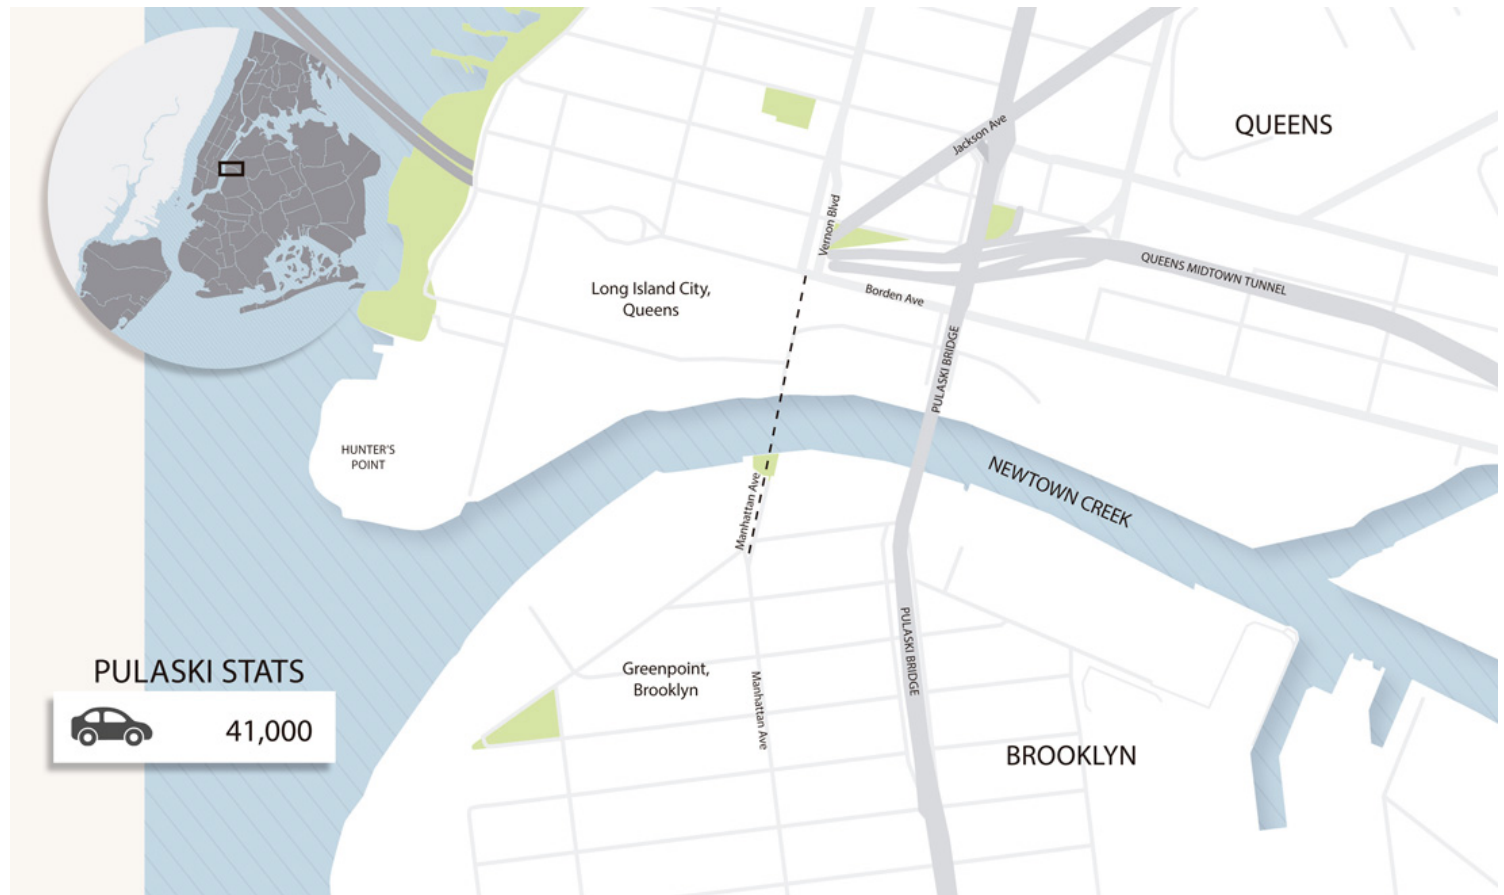 QUEENS
Jackson Ave
Vernon Blvd
QUEENS MIDTOWN TUNNEL
Long Island City,
Queens
Borden Ave
PULASKI BRIDGE
HUNTER'S
POINT
NEWTOWN CREEK
Manhattan Ave
PULASKI BRIDGE
Greenpoint,
Brooklyn
Manhattan Ave
BROOKLYN
PULASKI STATS
41,000